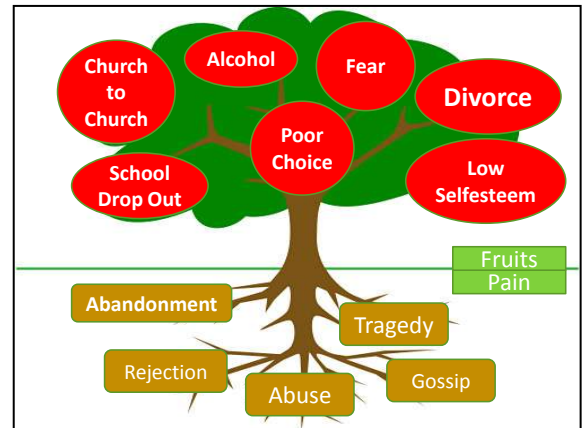 Church
to
Church
Alcohol
Fear
Divorce
Poor
Choice
School
Drop Out
Low
Selfesteem
Fruits
Pain
Abandonment
Tragedy
Rejection
Abuse
Gossip